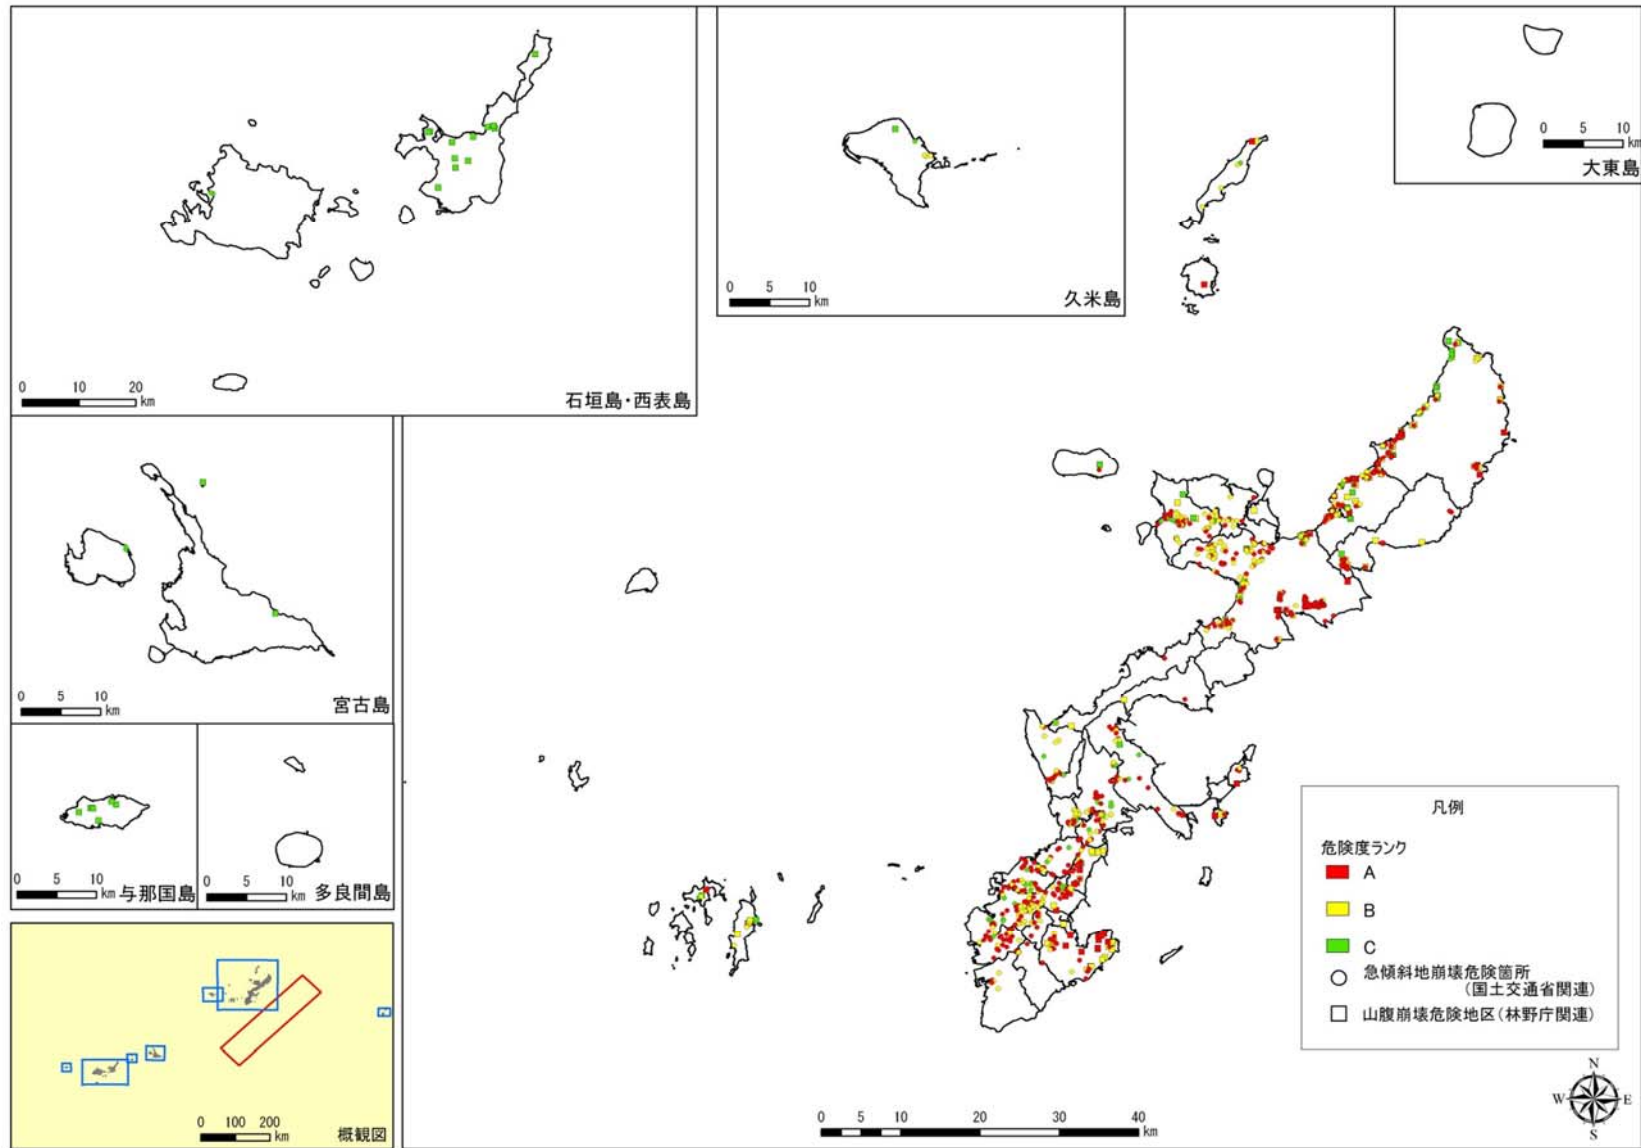 0 10 20
km
石垣島・西表島
0 5 10
km
久米島
0 5 10
km
大東島
0 5 10
km
宮古島
0 5 10
km
与那国島
0 5 10
km
多良間島
0 100 200
km
概観図
凡例
危険度ランク
A
B
C
急傾斜地崩壊危険箇所
(国土交通省関連)
山腹崩壊危険地区(林野庁関連)
N
W E
S
0 5 10 20 30 40
km